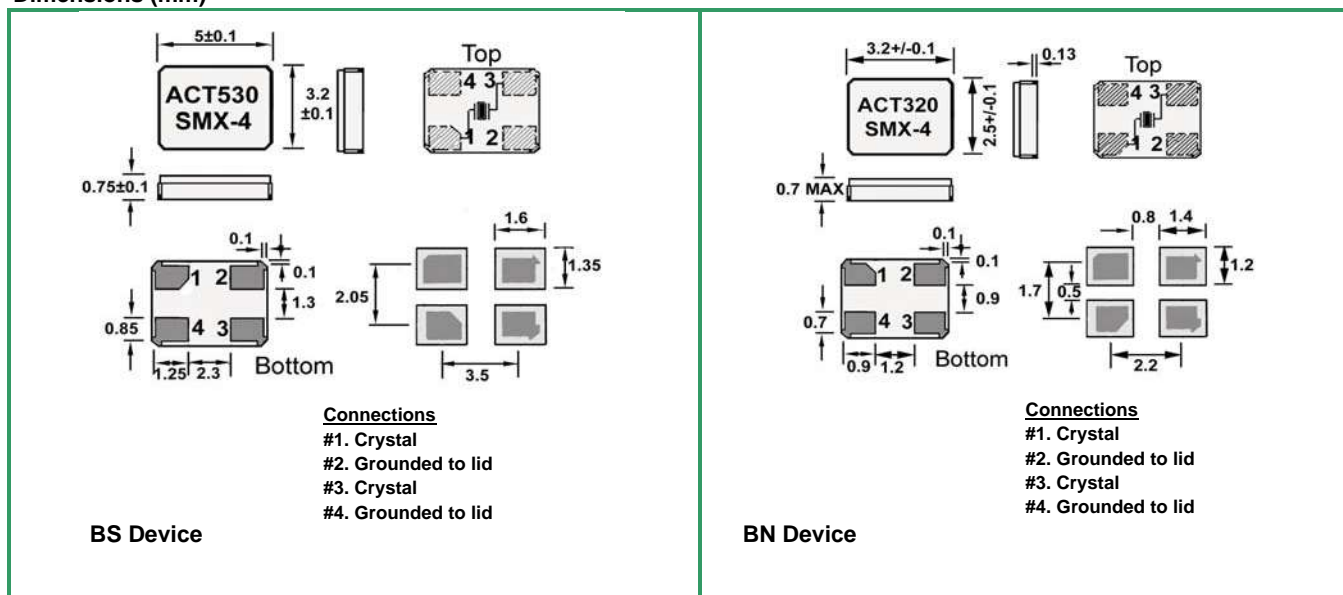 Dimensions (mm)
5±0.1
ACT530
SMX-4
3.2
±0.1
Top
4 3
1 2
0.75±0.1
0.1
1 2
0.1
1.3
0.85
4 3
1.25 2.3
Bottom
1.6
1.35
2.05
3.5
Connections
#1. Crystal
#2. Grounded to lid
#3. Crystal
#4. Grounded to lid
BS Device
3.2+/-0.1
0.13
ACT320
SMX-4
2.5+/-0.1
Top
4 3
1 2
0.7 MAX
0.1
1 2
0.1
0.9
0.7
4 3
0.9 1.2
Bottom
0.8 1.4
1.2
1.7
0.5
2.2
Connections
#1. Crystal
#2. Grounded to lid
#3. Crystal
#4. Grounded to lid
BN Device